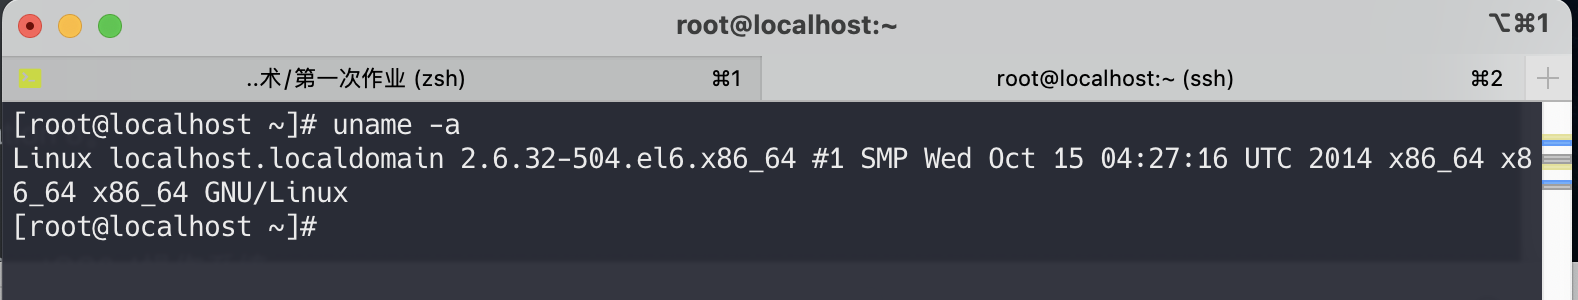 root@localhost:~
⌥⌘1
..术/第一次作业 (zsh)
⌘1
root@localhost:~ (ssh)
⌘2
[root@localhost ~]# uname -a
Linux localhost.localdomain 2.6.32-504.el6.x86_64 #1 SMP Wed Oct 15 04:27:16 UTC 2014 x86_64 x8
6_64 x86_64 GNU/Linux
[root@localhost ~]#